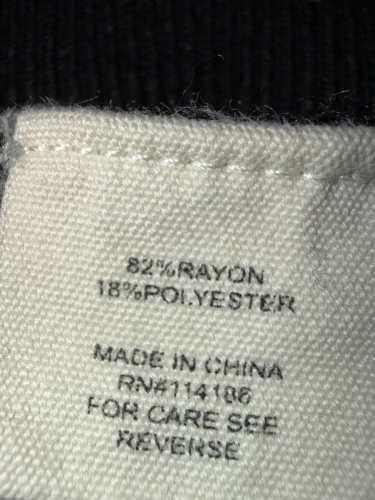 82%RAYON
18%POLYESTER
MADE IN CHINA
RN#114186
FOR CARE SEE
REVERSE